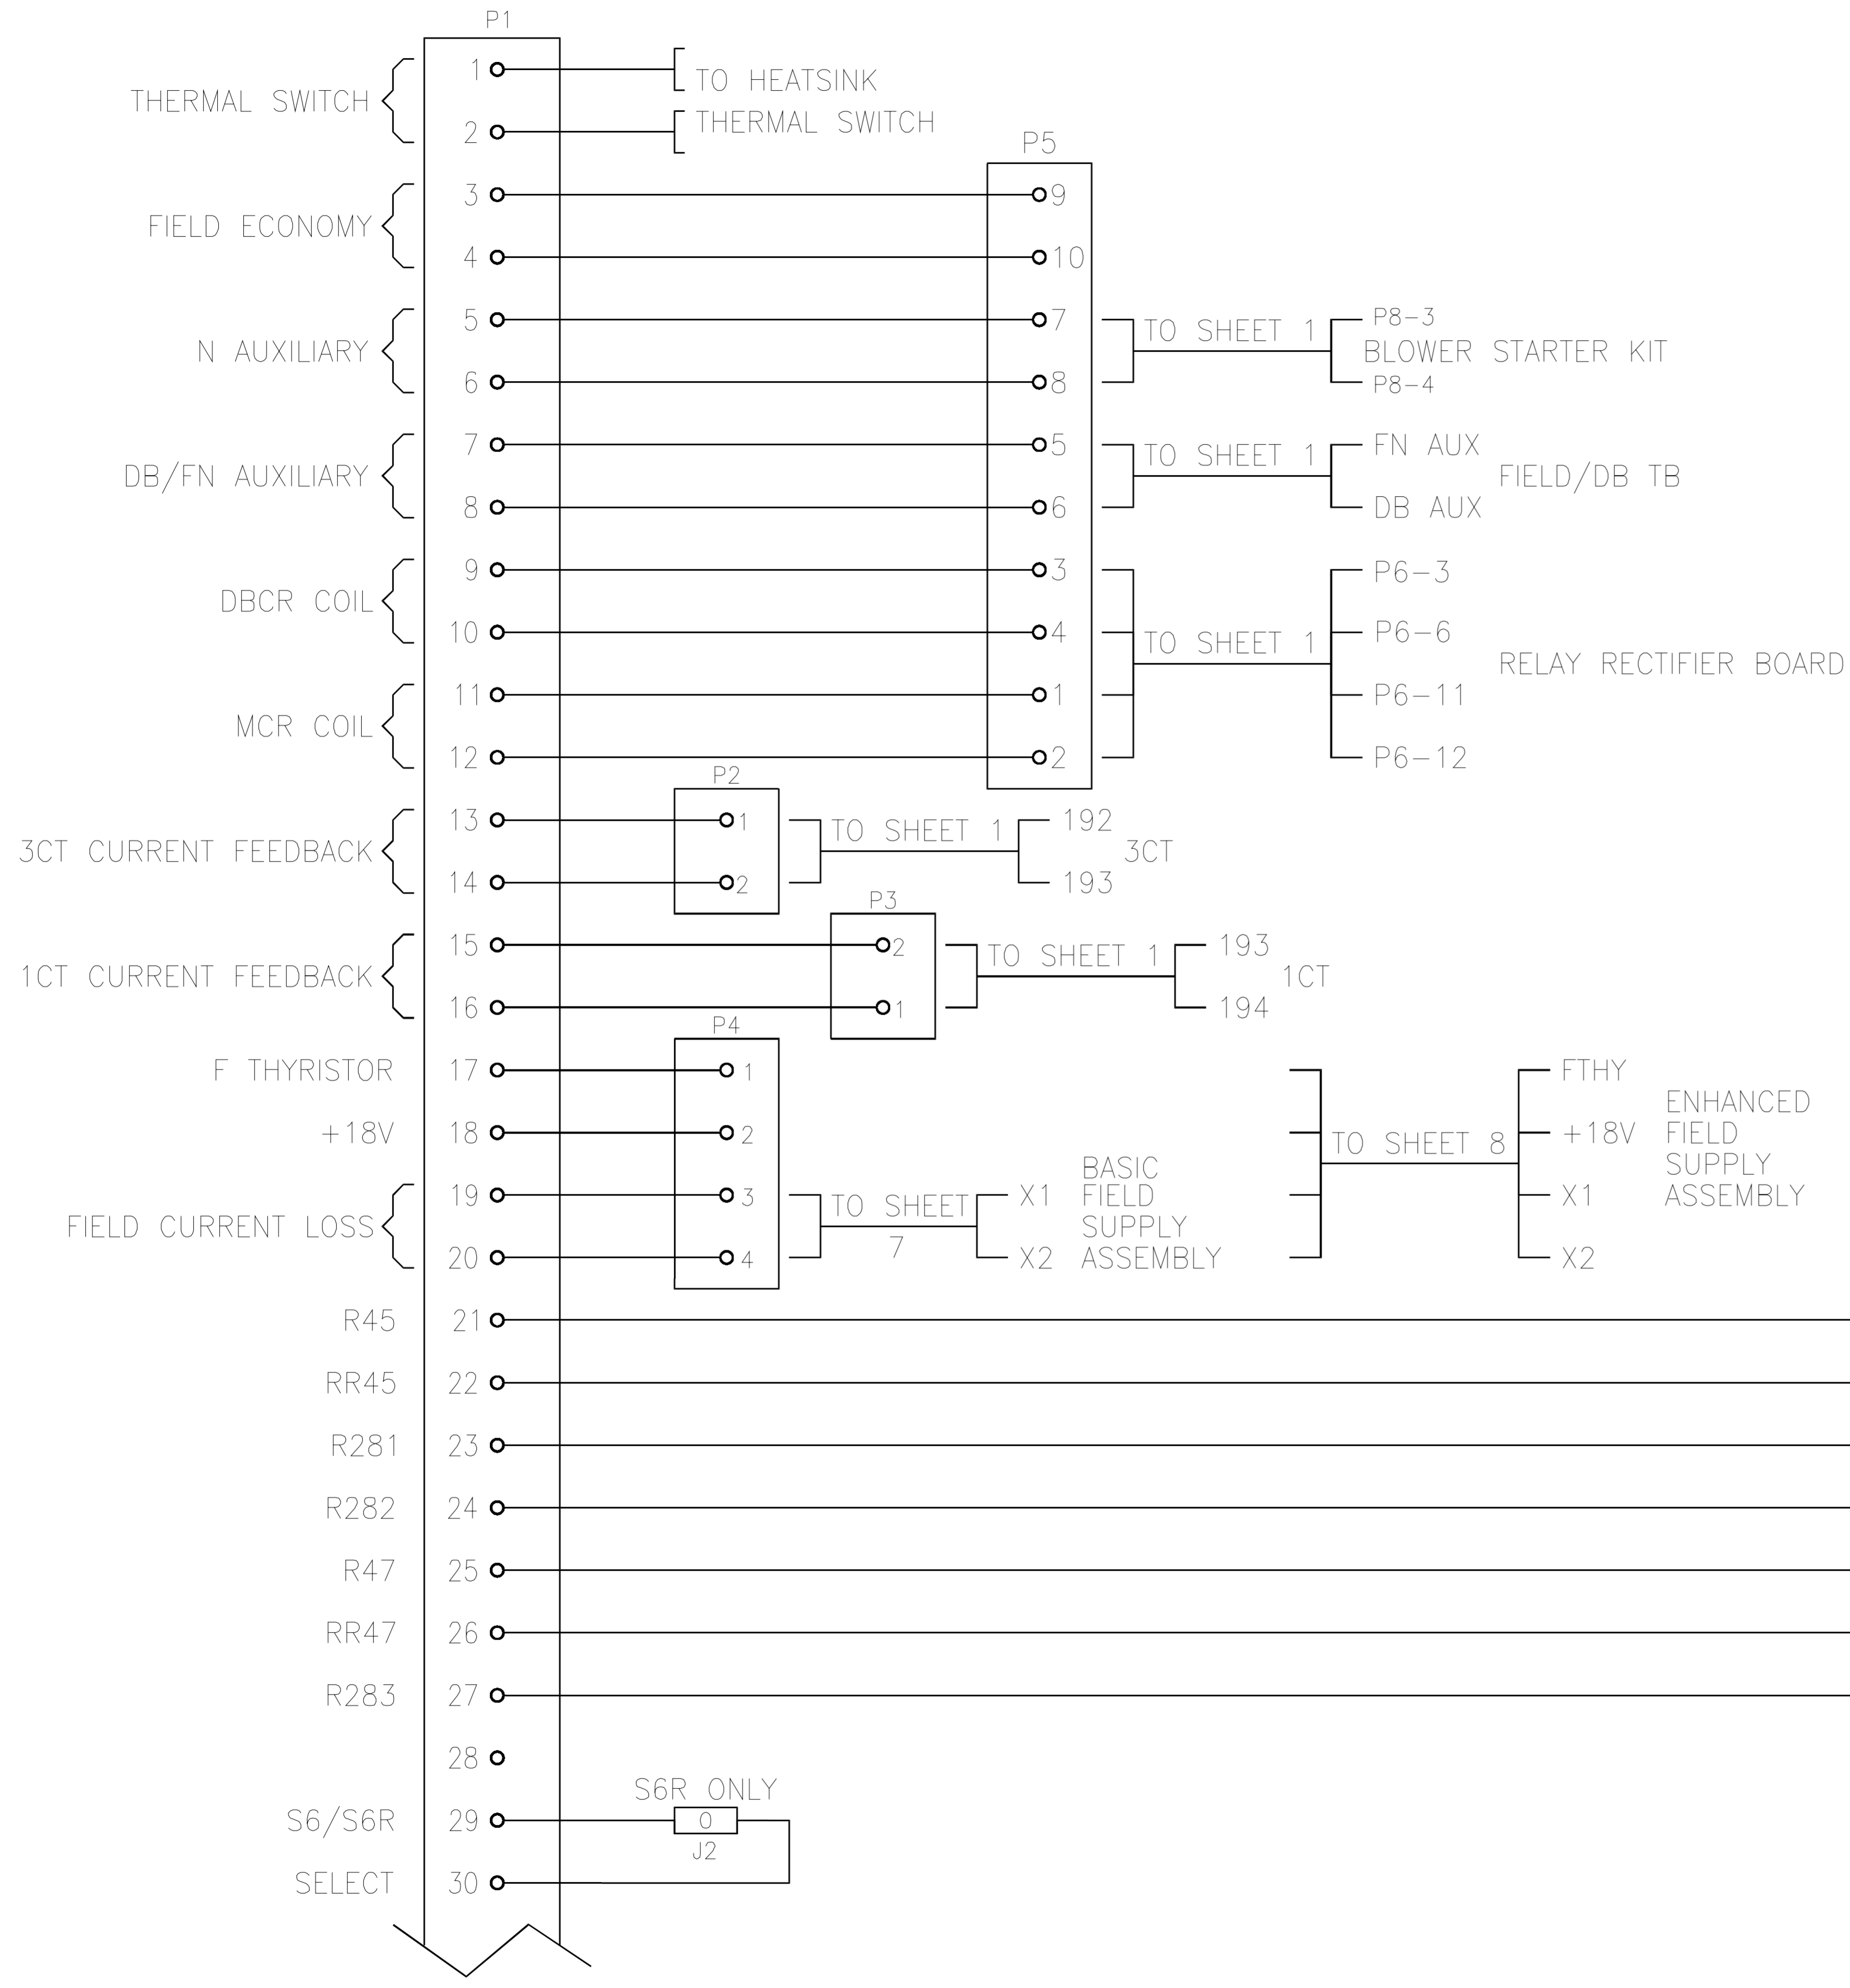 P1
1
TO HEATSINK
THERMAL SWITCH
2
THERMAL SWITCH
P5
3
9
FIELD ECONOMY
4
10
5
7
TO SHEET 1
P8-3
N AUXILIARY
BLOWER STARTER KIT
6
8
P8-4
7
5
TO SHEET 1
FN AUX
DB/FN AUXILIARY
FIELD/DB TB
8
6
DB AUX
9
3
P6-3
DBCR COIL
10
4
TO SHEET 1
P6-6
RELAY RECTIFIER BOARD
11
1
P6-11
MCR COIL
12
2
P6-12
P2
13
1
TO SHEET 1
192
3CT CURRENT FEEDBACK
3CT
14
2
193
P3
15
2
TO SHEET 1
193
1CT CURRENT FEEDBACK
1CT
16
1
194
P4
F THYRISTOR
17
1
FTHY
ENHANCED
+18V
18
2
TO SHEET 8
+18V
FIELD
BASIC
SUPPLY
19
3
TO SHEET
X1
FIELD
X1
ASSEMBLY
FIELD CURRENT LOSS
SUPPLY
7
20
4
X2
ASSEMBLY
X2
R45
21
RR45
22
R281
23
R282
24
R47
25
RR47
26
R283
27
28
S6R ONLY
S6/S6R
29
0
J2
SELECT
30